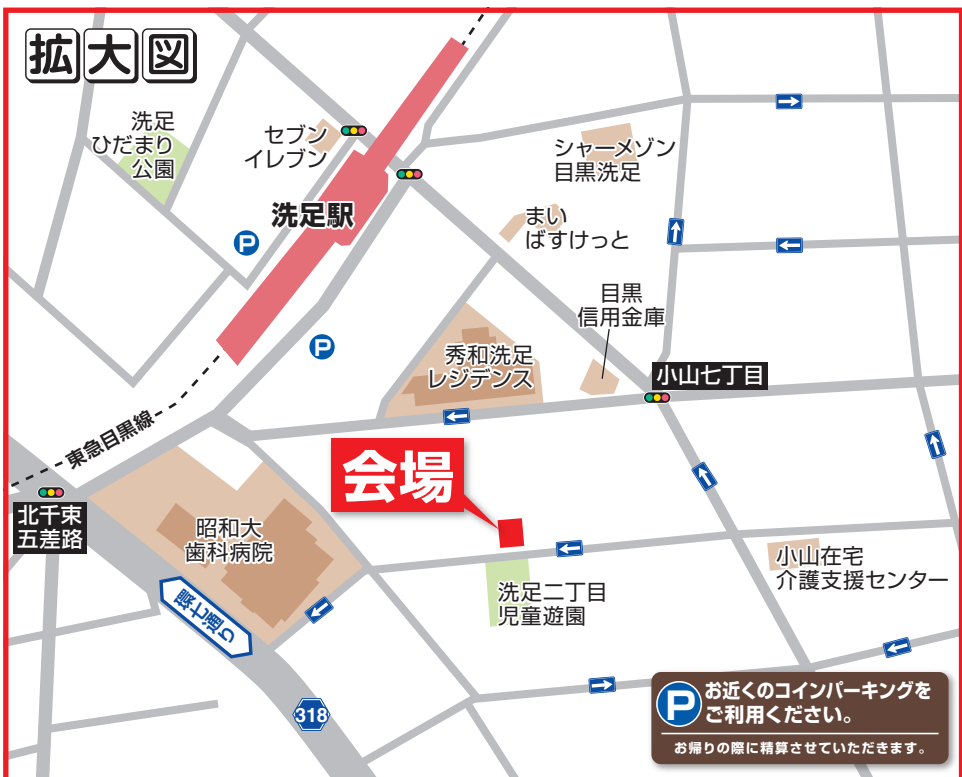 拡大図
洗足
ひだまり
公園
セブン
イレブン
洗足駅
P
シャーメゾン
目黒洗足
まい
ばすけっと
目黒
信用金庫
P
秀和洗足
レジデンス
小山七丁目
東急目黒線
会場
北千束
五差路
昭和大
歯科病院
環七通り
洗足二丁目
児童遊園
小山在宅
介護支援センター
318
P
お近くのコインパーキングを
ご利用ください。
お帰りの際に精算させていただきます。